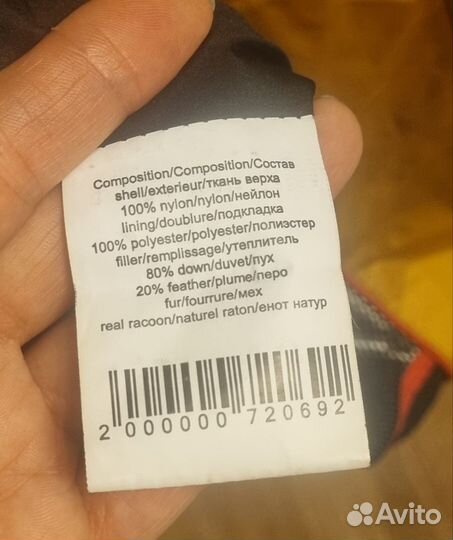 Composition/Composition/Состав
shell/exterieur/ткань верха
100% nylon/nylon/нейлон
lining/doublure/подкладка
100% polyester/polyester/полиэстер
filler/remplissage/утеплитель
80% down/duvet/пух
20% feather/plume/перо
fur/fourrure/мех
real racoon/naturel raton/енот натур
2 000000 720692
Avito